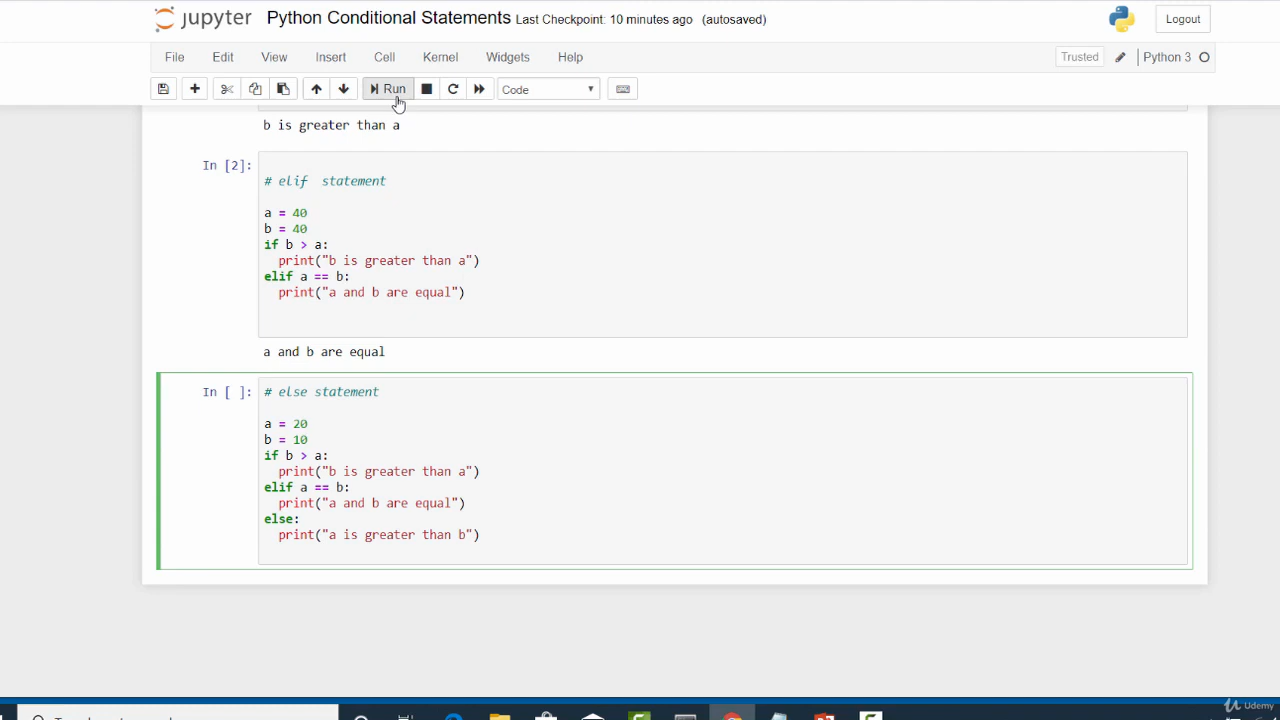 jupyter Python Conditional Statements Last Checkpoint: 10 minutes ago (autosaved) Logout
File Edit View Insert Cell Kernel Widgets Help Trusted Python 3
Run Code
b is greater than a
In [2]:
# elif  statement
a = 40
b = 40
if b > a:
  print("b is greater than a")
elif a == b:
  print("a and b are equal")
a and b are equal
In [ ]: # else statement
a = 20
b = 10
if b > a:
  print("b is greater than a")
elif a == b:
  print("a and b are equal")
else:
  print("a is greater than b")
Udemy